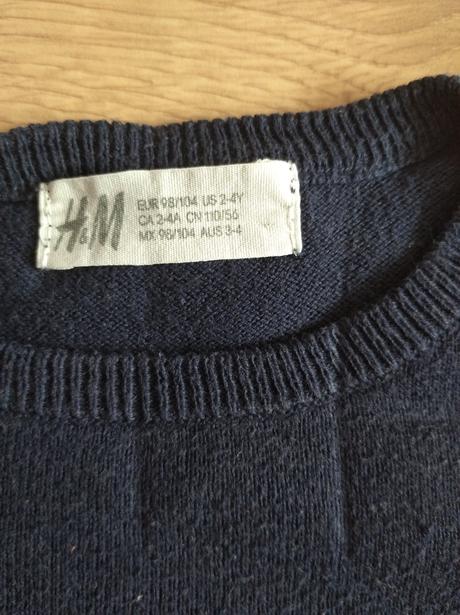 H&M
EUR 98/104 US 2-4Y
CA 2-4A CN 110/56
MX 98/104 AUS 3-4